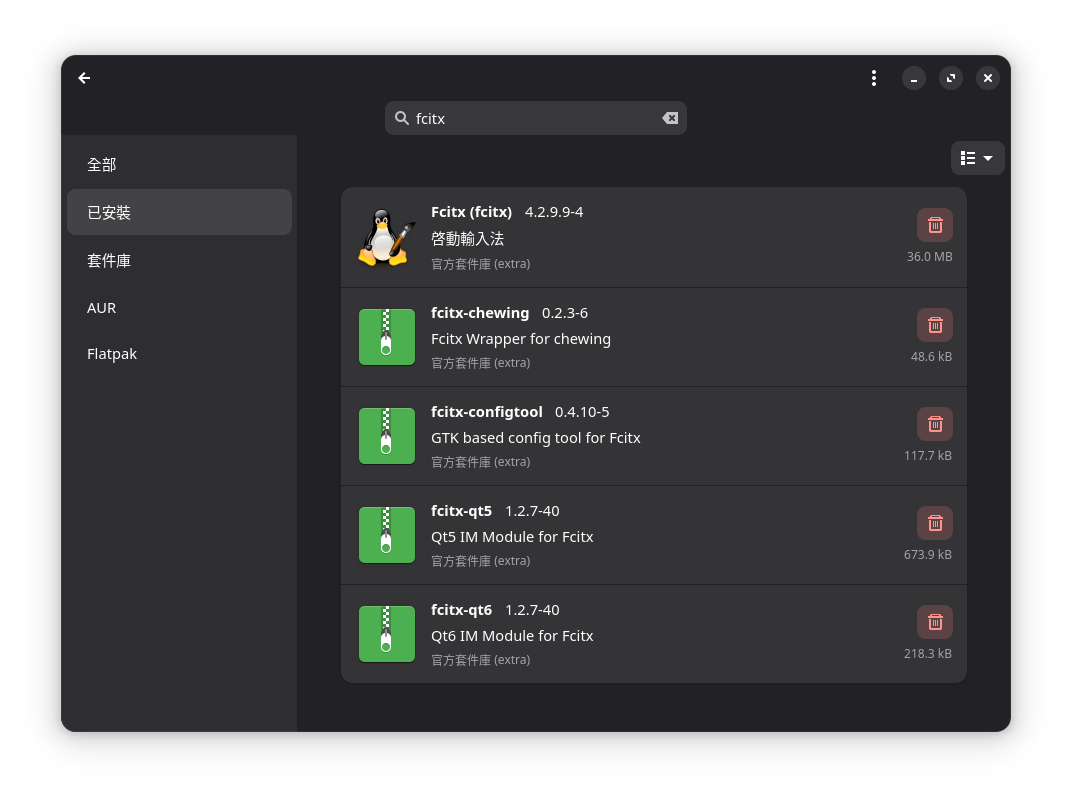 fcitx
全部
已安裝
套件庫
AUR
Flatpak
Fcitx (fcitx) 4.2.9.9-4
啓動輸入法
官方套件庫 (extra)
36.0 MB
fcitx-chewing 0.2.3-6
Fcitx Wrapper for chewing
官方套件庫 (extra)
48.6 kB
fcitx-configtool 0.4.10-5
GTK based config tool for Fcitx
官方套件庫 (extra)
117.7 kB
fcitx-qt5 1.2.7-40
Qt5 IM Module for Fcitx
官方套件庫 (extra)
673.9 kB
fcitx-qt6 1.2.7-40
Qt6 IM Module for Fcitx
官方套件庫 (extra)
218.3 kB